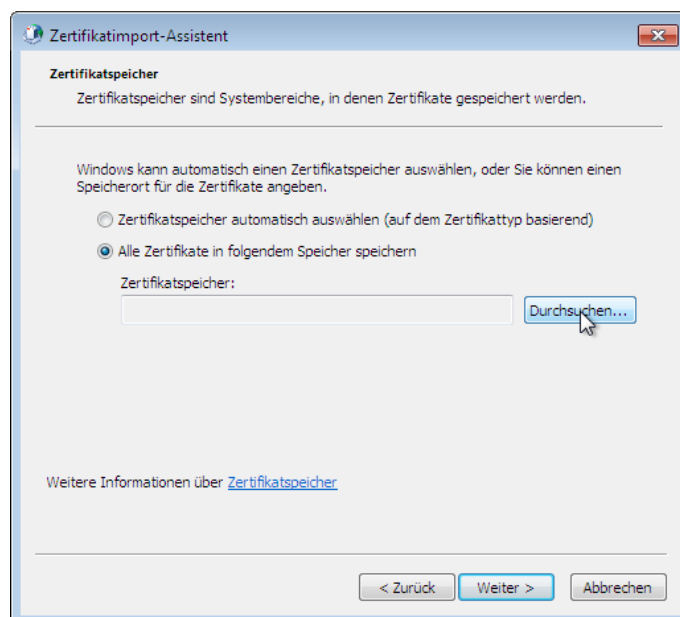 Zertifikatimport-Assistent
Zertifikatspeicher
Zertifikatspeicher sind Systembereiche, in denen Zertifikate gespeichert werden.
Windows kann automatisch einen Zertifikatspeicher auswählen, oder Sie können einen
Speicherort für die Zertifikate angeben.
Zertifikatspeicher automatisch auswählen (auf dem Zertifikattyp basierend)
Alle Zertifikate in folgendem Speicher speichern
Zertifikatspeicher:
Durchsuchen...
Weitere Informationen über Zertifikatspeicher
< Zurück Weiter > Abbrechen